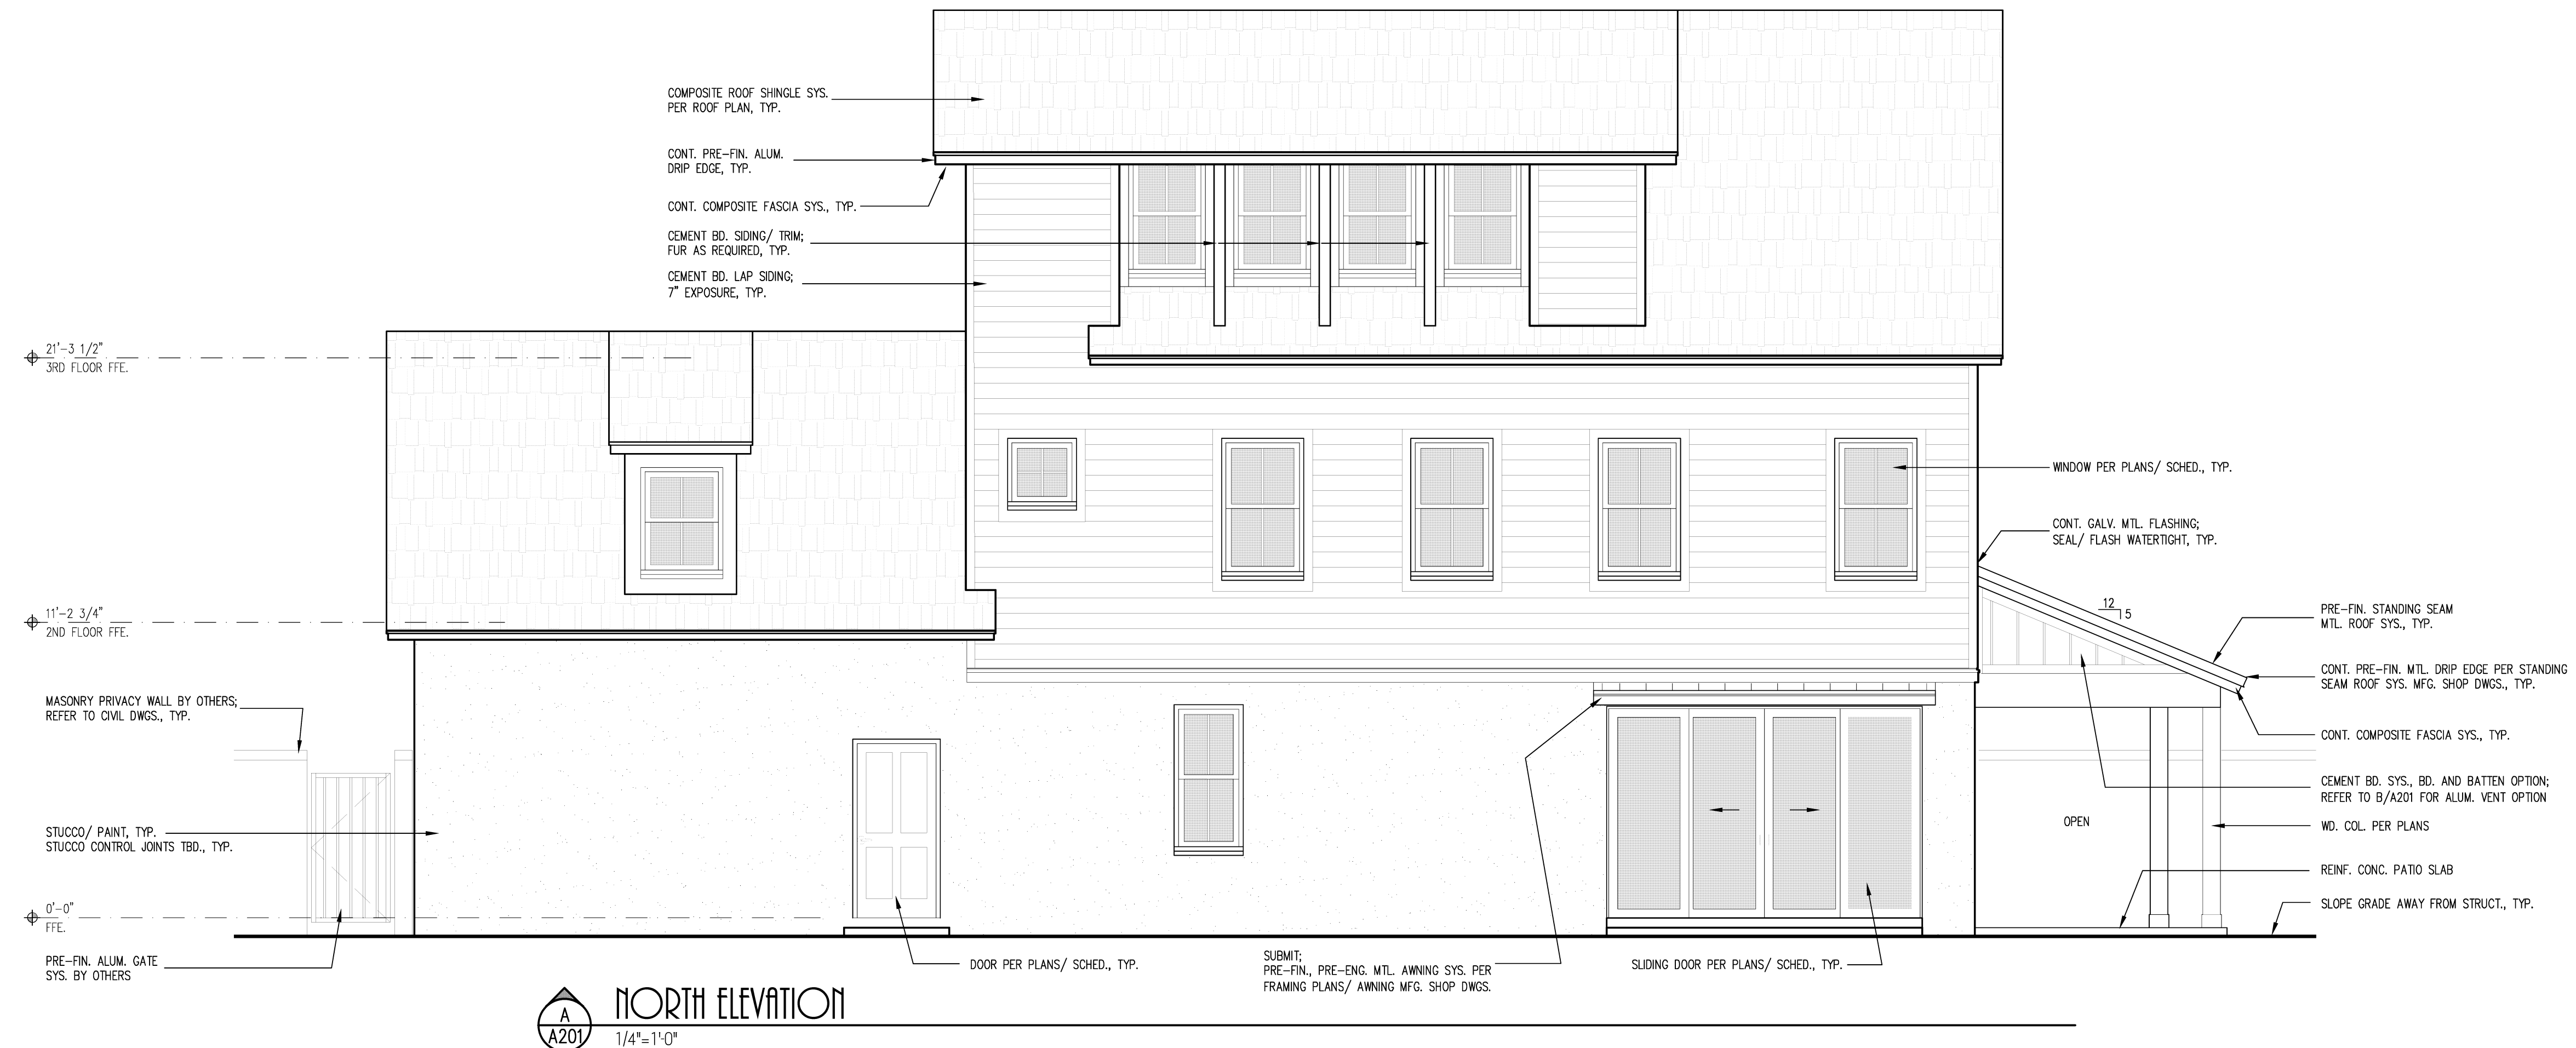 COMPOSITE ROOF SHINGLE SYS.
PER ROOF PLAN, TYP.
CONT. PRE-FIN. ALUM.
DRIP EDGE, TYP.
CONT. COMPOSITE FASCIA SYS., TYP.
CEMENT BD. SIDING/ TRIM;
FUR AS REQUIRED, TYP.
CEMENT BD. LAP SIDING;
7" EXPOSURE, TYP.
21'-3 1/2"
3RD FLOOR FFE.
11'-2 3/4"
2ND FLOOR FFE.
MASONRY PRIVACY WALL BY OTHERS;
REFER TO CIVIL DWGS., TYP.
STUCCO/ PAINT, TYP.
STUCCO CONTROL JOINTS TBD., TYP.
0'-0"
FFE.
PRE-FIN. ALUM. GATE
SYS. BY OTHERS
DOOR PER PLANS/ SCHED., TYP.
SUBMIT;
PRE-FIN., PRE-ENG. MTL. AWNING SYS. PER
FRAMING PLANS/ AWNING MFG. SHOP DWGS.
SLIDING DOOR PER PLANS/ SCHED., TYP.
WINDOW PER PLANS/ SCHED., TYP.
CONT. GALV. MTL. FLASHING;
SEAL/ FLASH WATERTIGHT, TYP.
12
5
PRE-FIN. STANDING SEAM
MTL. ROOF SYS., TYP.
CONT. PRE-FIN. MTL. DRIP EDGE PER STANDING
SEAM ROOF SYS. MFG. SHOP DWGS., TYP.
CONT. COMPOSITE FASCIA SYS., TYP.
CEMENT BD. SYS., BD. AND BATTEN OPTION;
REFER TO B/A201 FOR ALUM. VENT OPTION
OPEN
WD. COL. PER PLANS
REINF. CONC. PATIO SLAB
SLOPE GRADE AWAY FROM STRUCT., TYP.
A
A201
NORTH ELEVATION
1/4"=1'-0"